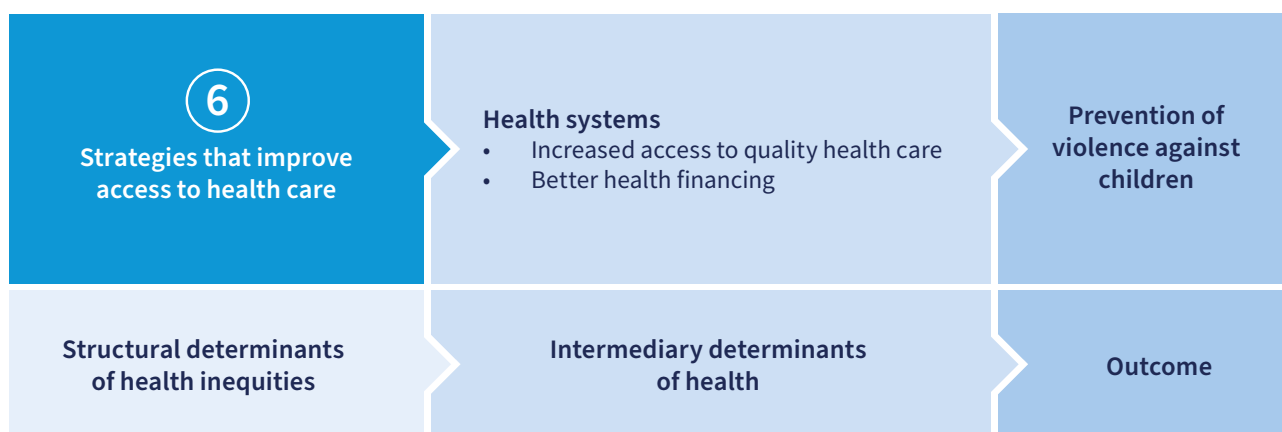 6
Strategies that improve
access to health care
Health systems
• Increased access to quality health care
• Better health financing
Prevention of
violence against
children
Structural determinants
of health inequities
Intermediary determinants
of health
Outcome